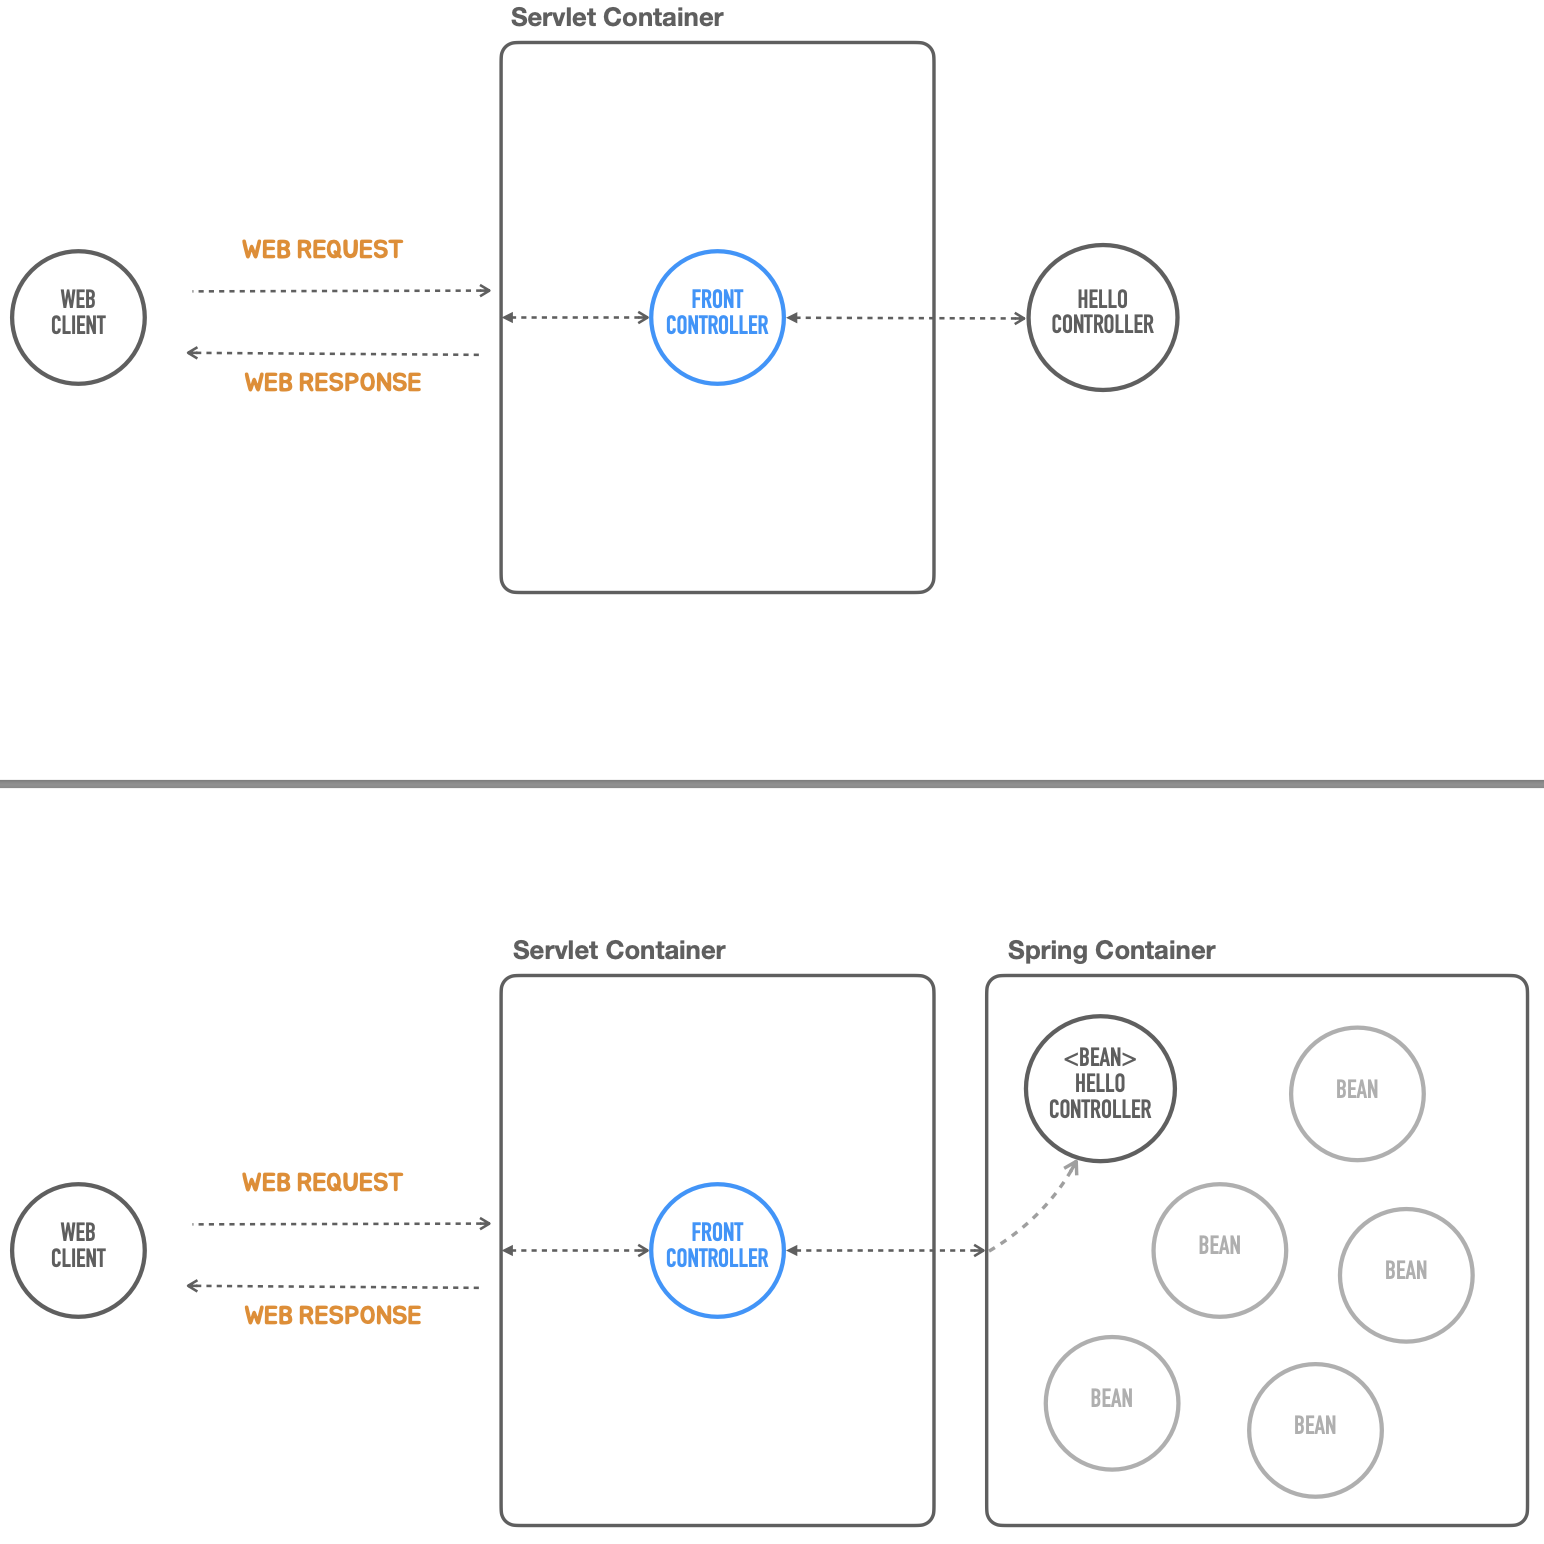 Servlet Container
WEB REQUEST
WEB
CLIENT
FRONT
CONTROLLER
HELLO
CONTROLLER
WEB RESPONSE
Servlet Container
Spring Container
<BEAN>
HELLO
CONTROLLER
BEAN
WEB REQUEST
WEB
CLIENT
FRONT
CONTROLLER
BEAN
BEAN
WEB RESPONSE
BEAN
BEAN